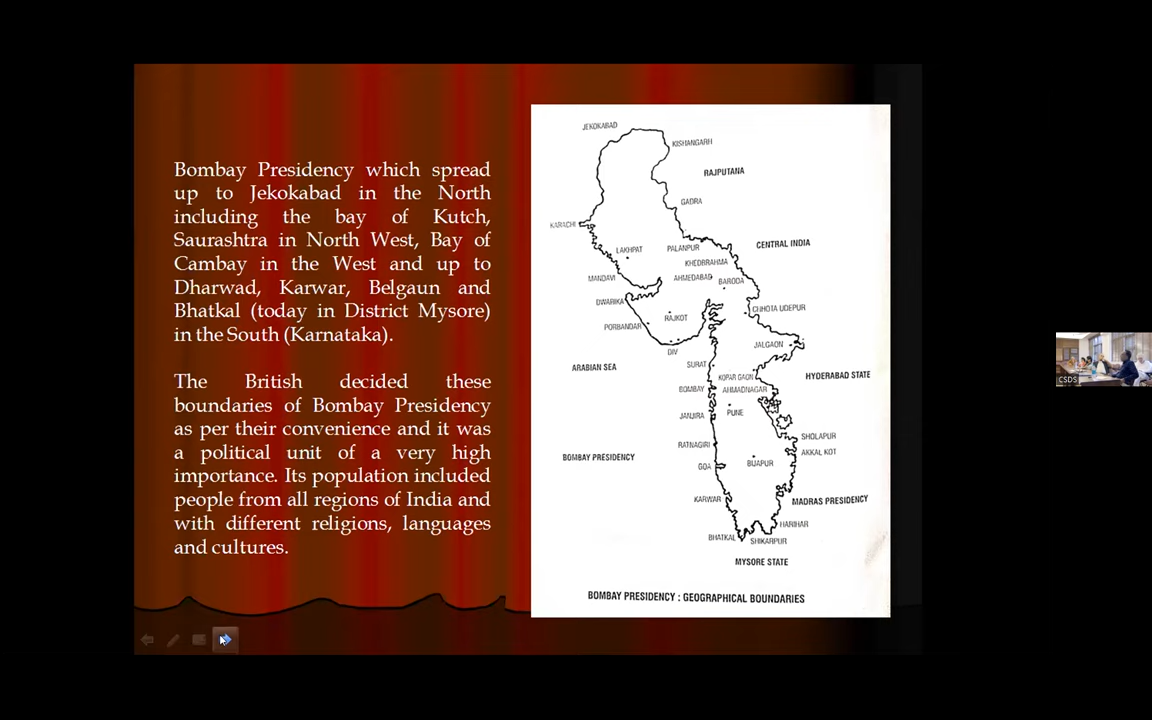 Bombay Presidency which spread
up to Jekokabad in the North
including the bay of Kutch,
Saurashtra in North West, Bay of
Cambay in the West and up to
Dharwad, Karwar, Belgaun and
Bhatkal (today in District Mysore)
in the South (Karnataka).
The British decided these
boundaries of Bombay Presidency
as per their convenience and it was
a political unit of a very high
importance. Its population included
people from all regions of India and
with different religions, languages
and cultures.
JEKOKABAD
KISHANGARH
RAJPUTANA
GADRA
KARACHI
LAKHPAT
PALANPUR
CENTRAL INDIA
KHEDBRAHMA
MANDAVI
AHMEDABAD
BARODA
DWARIKA
CHHOTA UDEPUR
RAJKOT
PORBANDAR
JALGAON
DIV
SURAT
ARABIAN SEA
KOPAR GAON
HYDERABAD STATE
BOMBAY
AHMADNAGAR
PUNE
JANJIRA
SHOLAPUR
RATNAGIRI
AKKAL KOT
BOMBAY PRESIDENCY
GOA
BIJAPUR
KARWAR
MADRAS PRESIDENCY
HARIHAR
BHATKAL
SHIKARPUR
MYSORE STATE
BOMBAY PRESIDENCY : GEOGRAPHICAL BOUNDARIES
CSDS